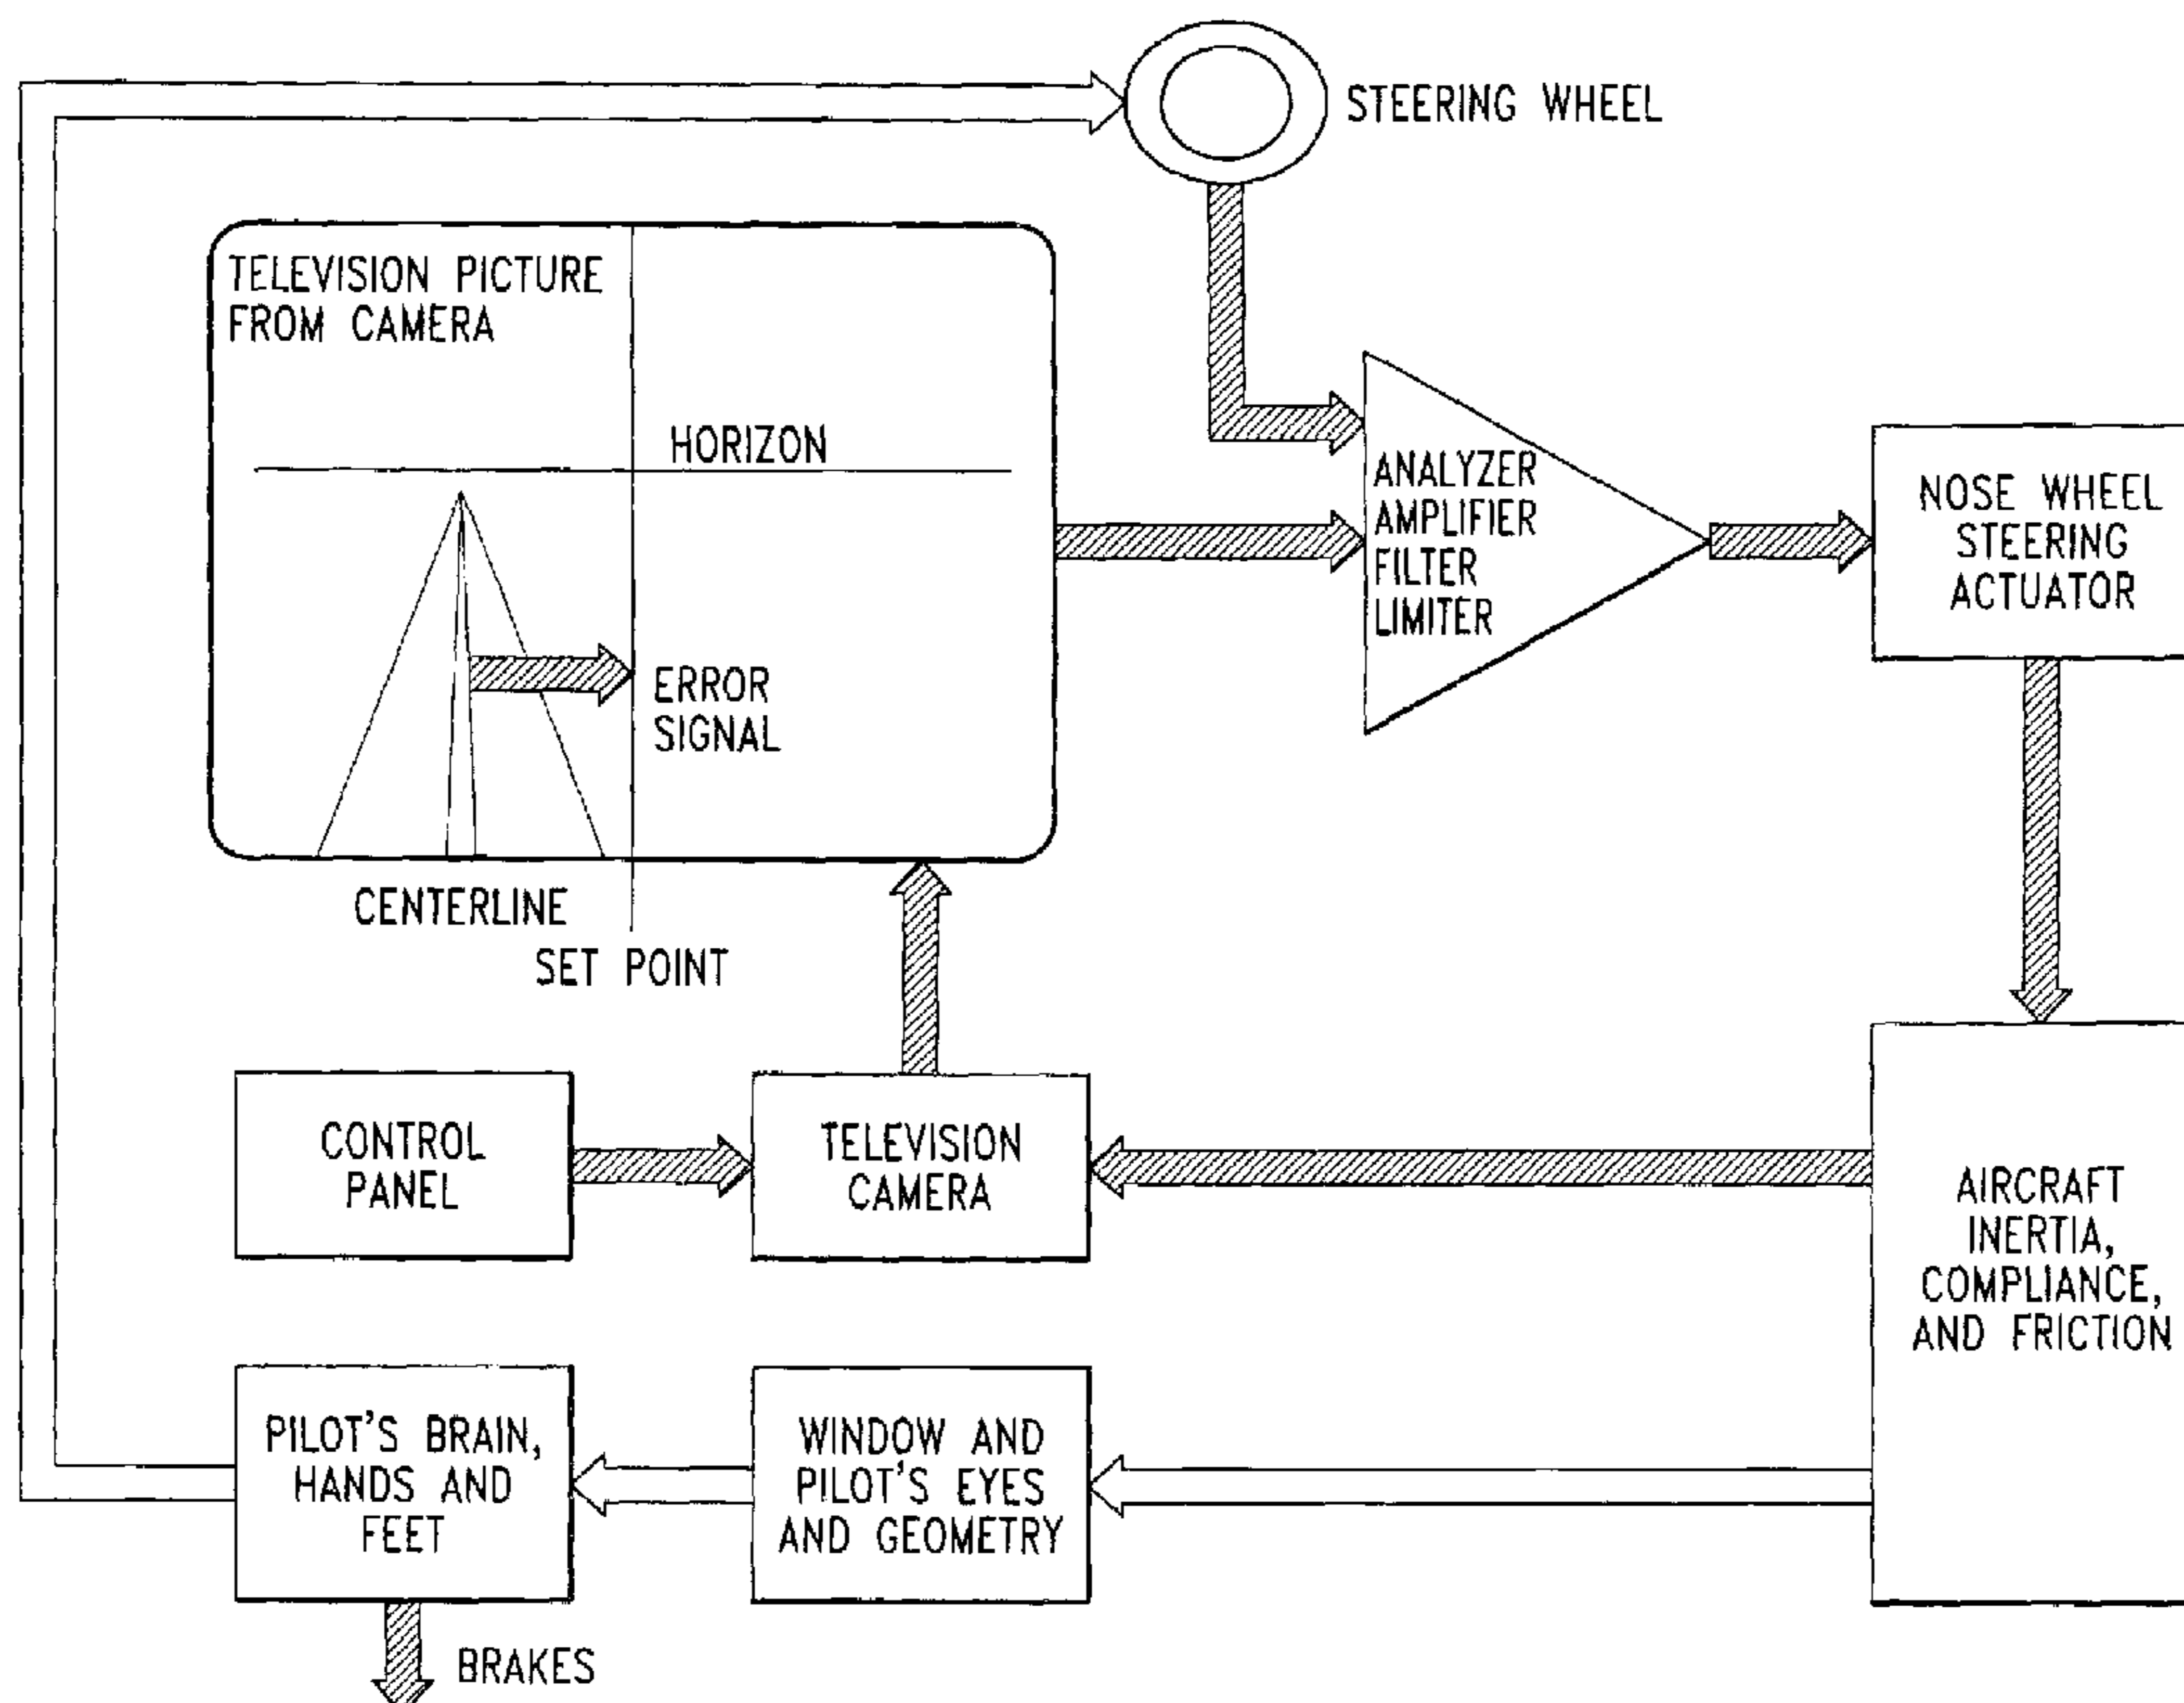 STEERING WHEEL
TELEVISION PICTURE
FROM CAMERA
HORIZON
ERROR
SIGNAL
CENTERLINE
SET POINT
ANALYZER
AMPLIFIER
FILTER
LIMITER
NOSE WHEEL
STEERING
ACTUATOR
CONTROL
PANEL
TELEVISION
CAMERA
AIRCRAFT
INERTIA,
COMPLIANCE,
AND FRICTION
PILOT'S BRAIN,
HANDS AND
FEET
WINDOW AND
PILOT'S EYES
AND GEOMETRY
BRAKES